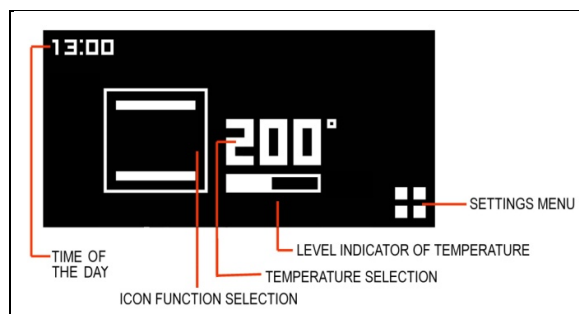 13:00
200°
SETTINGS MENU
LEVEL INDICATOR OF TEMPERATURE
TIME OF
THE DAY
TEMPERATURE SELECTION
ICON FUNCTION SELECTION